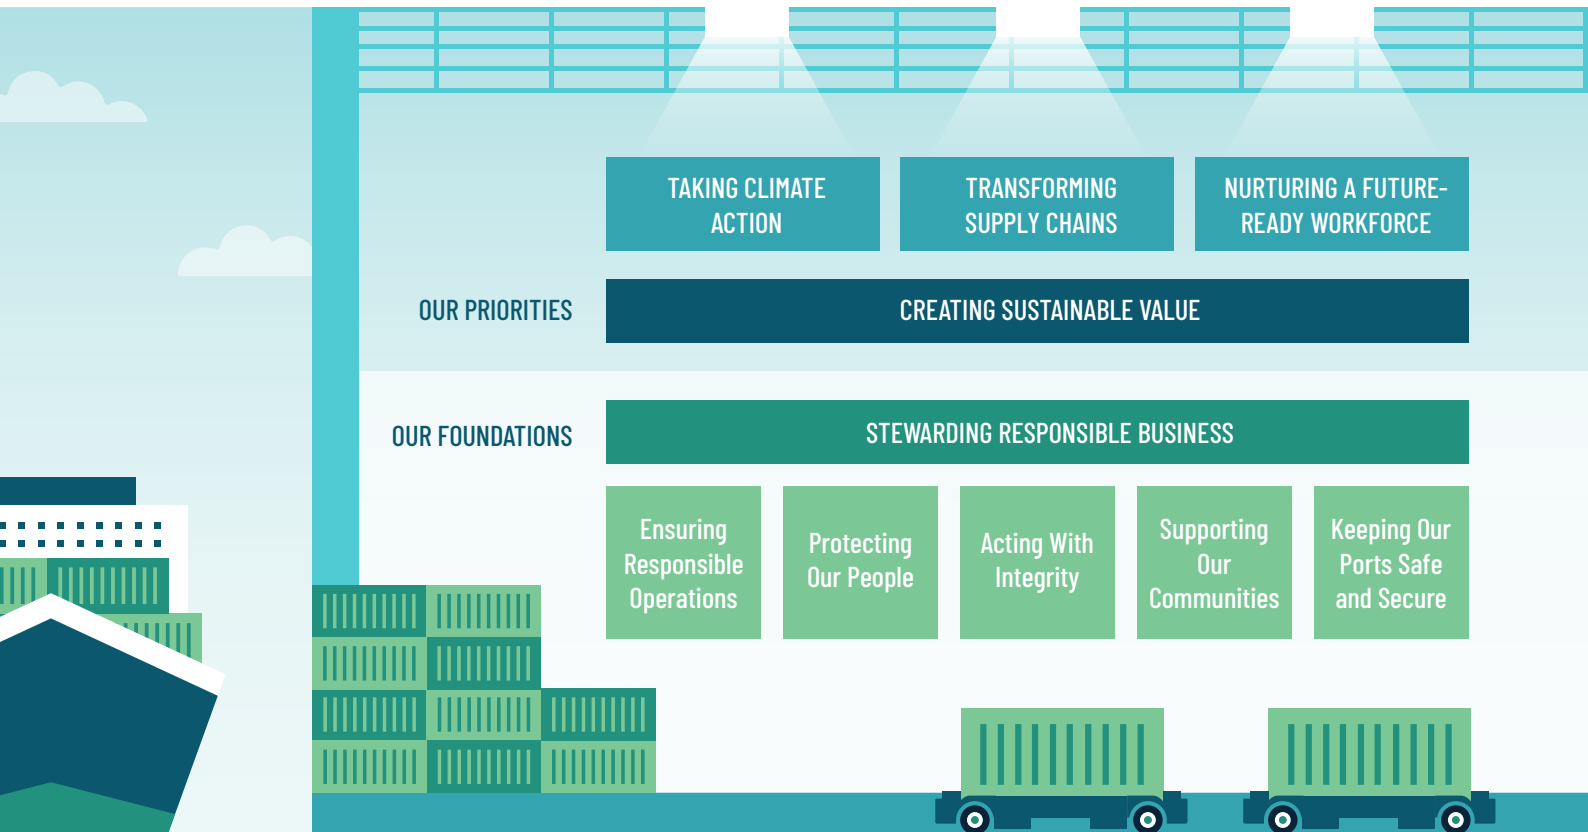 TAKING CLIMATE
ACTION
TRANSFORMING
SUPPLY CHAINS
NURTURING A FUTURE-
READY WORKFORCE
OUR PRIORITIES
CREATING SUSTAINABLE VALUE
OUR FOUNDATIONS
STEWARDING RESPONSIBLE BUSINESS
Ensuring
Responsible
Operations
Protecting
Our People
Acting With
Integrity
Supporting
Our
Communities
Keeping Our
Ports Safe
and Secure